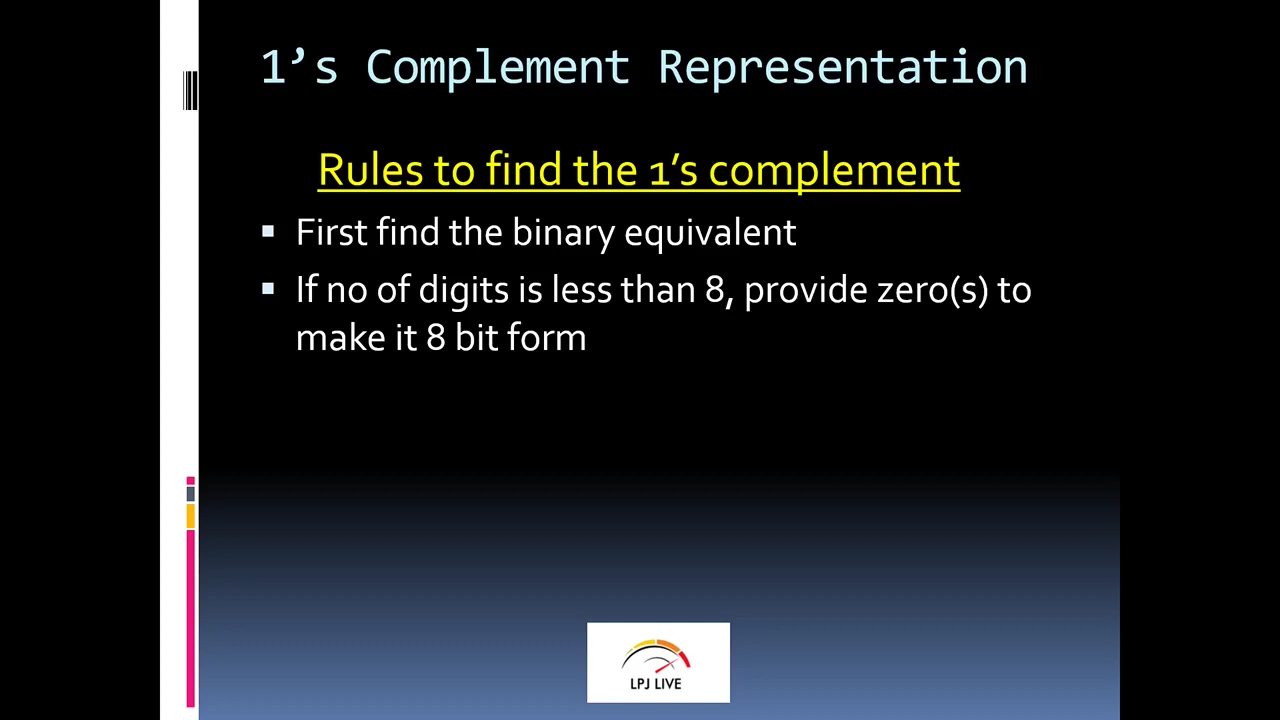 1’s Complement Representation
Rules to find the 1’s complement
▪ First find the binary equivalent
▪ If no of digits is less than 8, provide zero(s) to
make it 8 bit form
LPJ LIVE